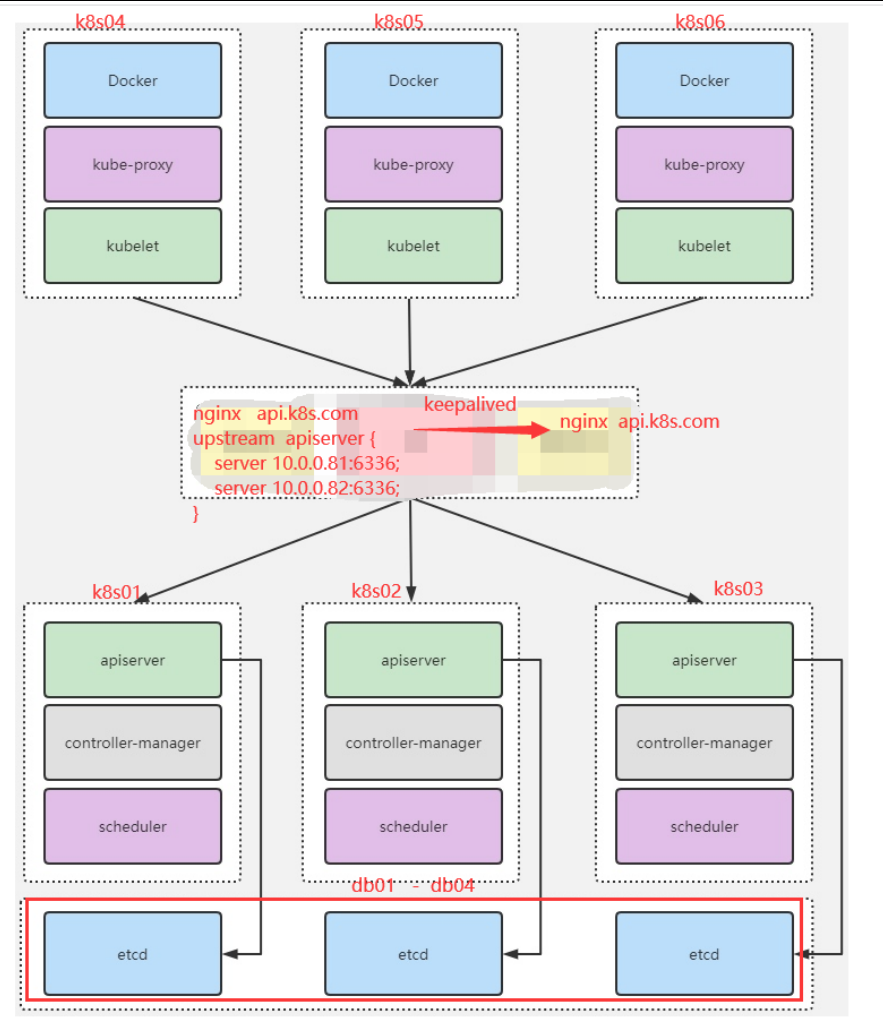 k8s04 k8s05 k8s06
Docker Docker Docker
kube-proxy kube-proxy kube-proxy
kubelet kubelet kubelet
keepalived
nginx api.k8s.com
nginx api.k8s.com
upstream apiserver {
server 10.0.0.81:6336;
server 10.0.0.82:6336;
}
k8s01 k8s02 k8s03
apiserver apiserver apiserver
controller-manager controller-manager controller-manager
scheduler scheduler scheduler
db01 - db04
etcd etcd etcd